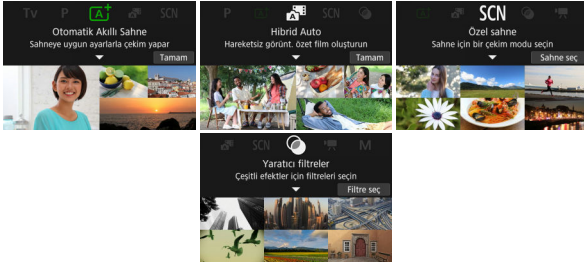 Tv P A+ SCN
Otomatik Akıllı Sahne
Sahneye uygun ayarlarla çekim yapar
Tamam
P A+ A SCN
Hibrid Auto
Hareketsiz görünt. özet film oluşturun
Tamam
A+ A SCN
Özel sahne
Sahne için bir çekim modu seçin
Sahne seç
A SCN M
Yaratıcı filtreler
Çeşitli efektler için filtreleri seçin
Filtre seç